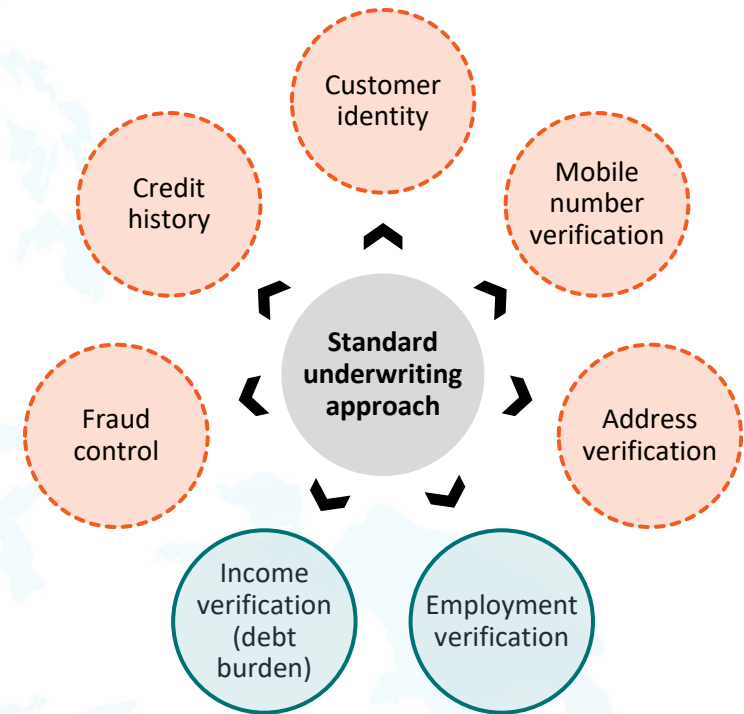 Customer
identity
Credit
history
Mobile
number
verification
Standard
underwriting
approach
Fraud
control
Address
verification
Income
verification
(debt
burden)
Employment
verification